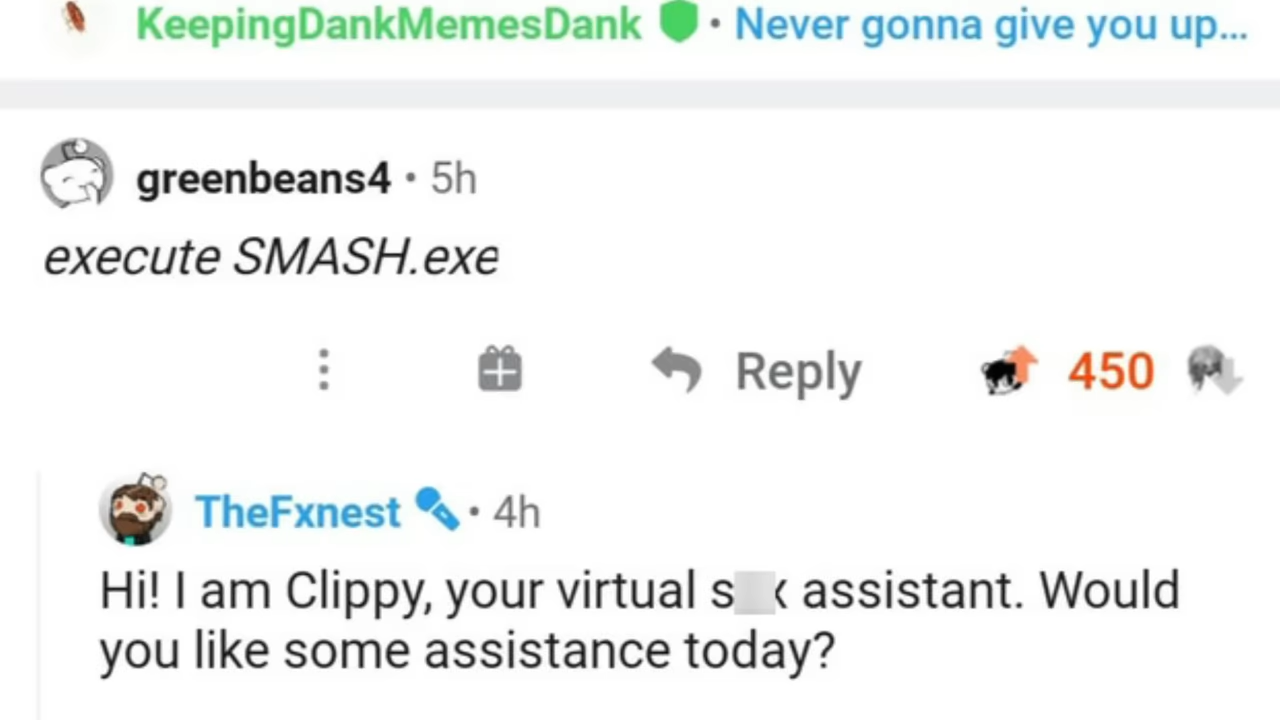 KeepingDankMemesDank • Never gonna give you up...
greenbeans4 • 5h
execute SMASH.exe
Reply 450
TheFxnest • 4h
Hi! I am Clippy, your virtual s x assistant. Would
you like some assistance today?